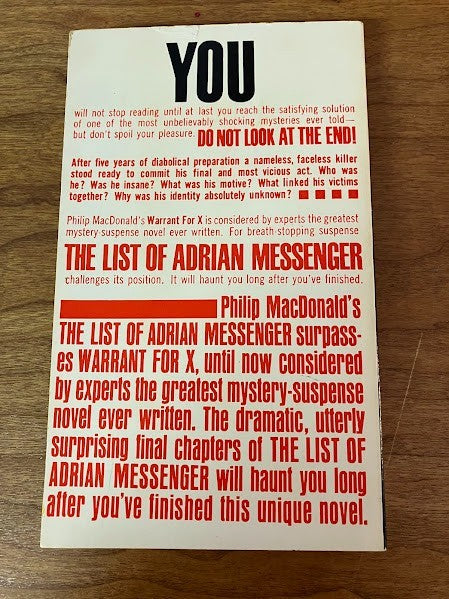 YOU
will not stop reading until at last you reach the satisfying solution
of one of the most unbelievably shocking mysteries ever told—
but don't spoil your pleasure. DO NOT LOOK AT THE END!
After five years of diabolical preparation a nameless, faceless killer
stood ready to commit his final and most vicious act. Who was
he? Was he insane? What was his motive? What linked his victims
together? Why was his identity absolutely unknown?
Philip MacDonald's Warrant For X is considered by experts the greatest
mystery-suspense novel ever written. For breath-stopping suspense
THE LIST OF ADRIAN MESSENGER
challenges its position. It will haunt you long after you've finished.
Philip MacDonald's
THE LIST OF ADRIAN MESSENGER surpass-
es WARRANT FOR X, until now considered
by experts the greatest mystery-suspense
novel ever written. The dramatic, utterly
surprising final chapters of THE LIST OF
ADRIAN MESSENGER will haunt you long
after you've finished this unique novel.